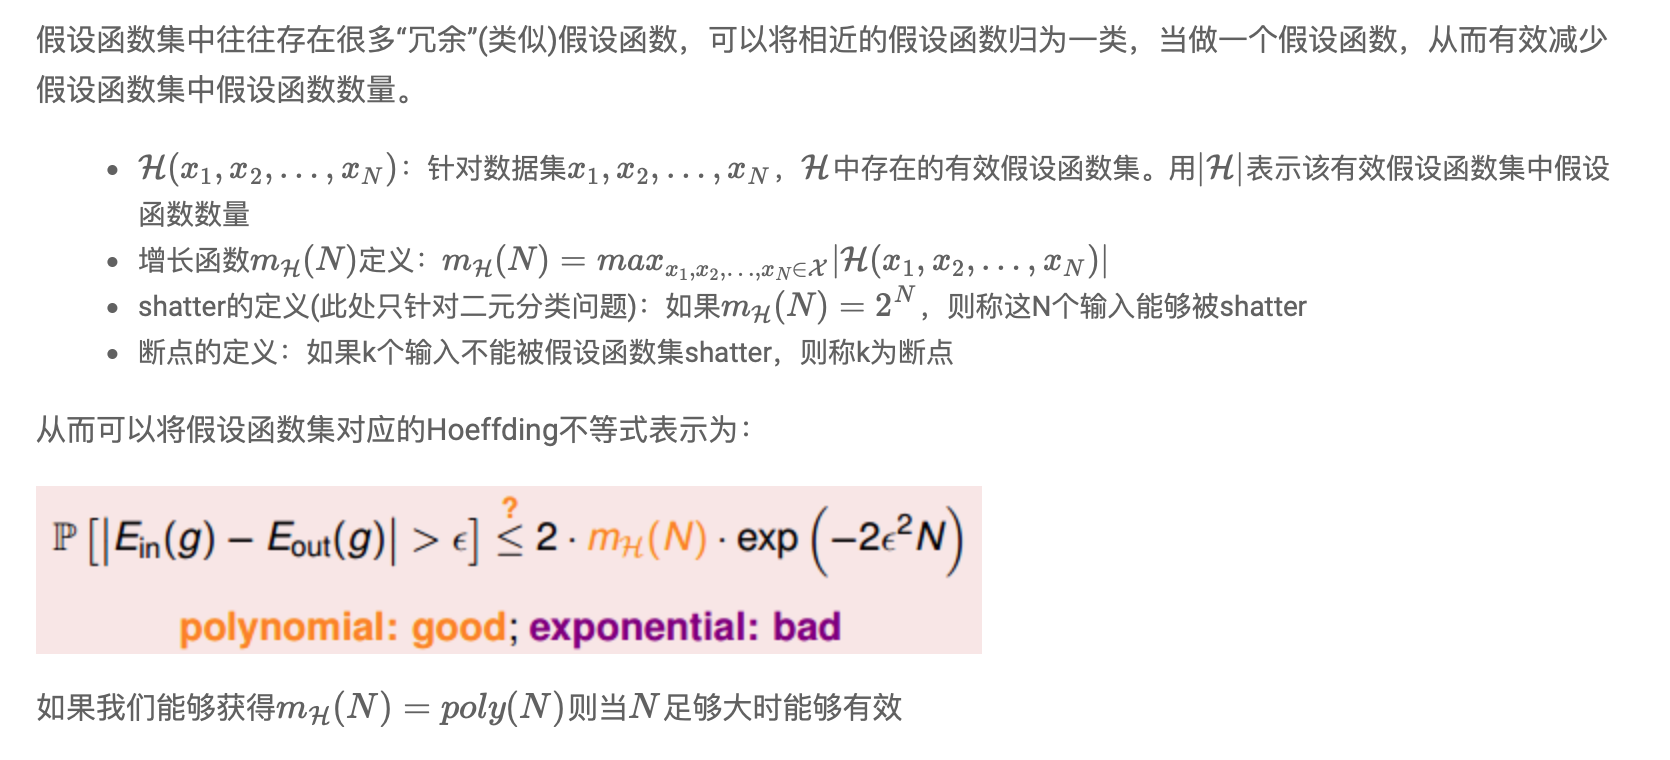 假设函数集中往往存在很多“冗余”(类似)假设函数，可以将相近的假设函数归为一类，当做一个假设函数，从而有效减少
假设函数集中假设函数数量。
• $\mathcal{H}(x_1, x_2, \ldots, x_N)$：针对数据集$x_1, x_2, \ldots, x_N$，$\mathcal{H}$中存在的有效假设函数集。用$|\mathcal{H}|$表示该有效假设函数集中假设
函数数量
• 增长函数$m_{\mathcal{H}}(N)$定义：$m_{\mathcal{H}}(N) = max_{x_1, x_2, \ldots, x_N \in \mathcal{X}}|\mathcal{H}(x_1, x_2, \ldots, x_N)|$
• shatter的定义(此处只针对二元分类问题)：如果$m_{\mathcal{H}}(N) = 2^N$，则称这N个输入能够被shatter
• 断点的定义：如果k个输入不能被假设函数集shatter，则称k为断点
从而可以将假设函数集对应的Hoeffding不等式表示为：
$\mathbb{P}\left[|E_{\text{in}}(g) - E_{\text{out}}(g)| > \epsilon\right] \overset{?}{\leq} 2 \cdot m_{\mathcal{H}}(N) \cdot \exp\left(-2\epsilon^2 N\right)$
polynomial: good; exponential: bad
如果我们能够获得$m_{\mathcal{H}}(N) = poly(N)$则当$N$足够大时能够有效